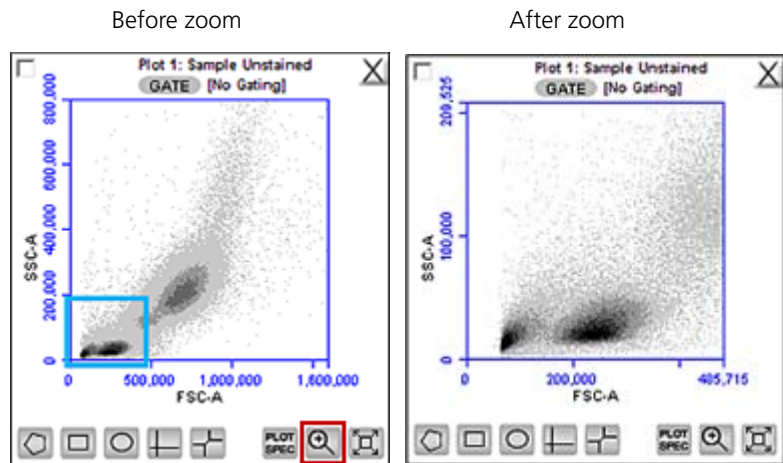 Before zoom
After zoom
Plot 1: Sample Unstained
GATE [No Gating]
X
800,000
600,000
400,000
200,000
0
SSC-A
0
500,000
1,000,000
1,600,000
FSC-A
PLOT
SPEC
Plot 1: Sample Unstained
GATE [No Gating]
X
209,525
100,000
0
SSC-A
0
200,000
485,715
FSC-A
PLOT
SPEC